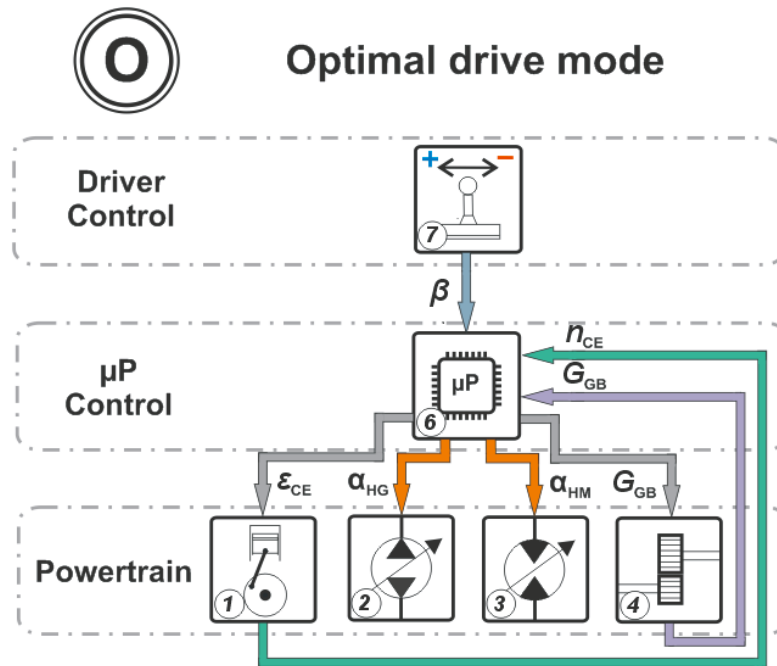 O
Optimal drive mode
+ −
Driver
Control
7
β
nCE
GGB
µP
µP
Control
6
εCE
αHG
αHM
GGB
Powertrain
1
2
3
4